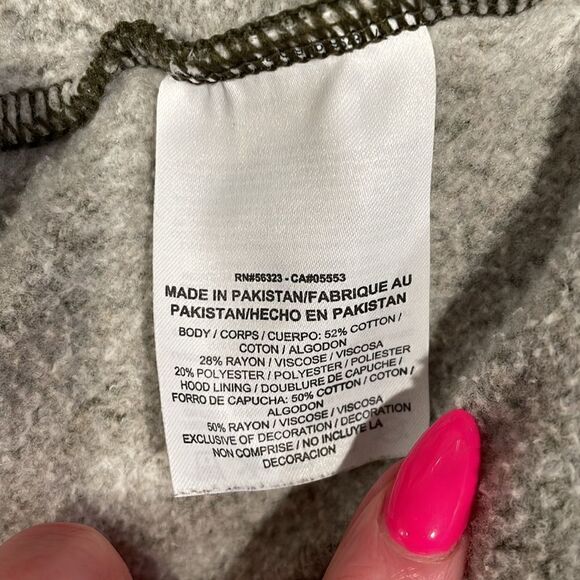 RN#56323 - CA#05553
MADE IN PAKISTAN/FABRIQUE AU
PAKISTAN/HECHO EN PAKISTAN
BODY / CORPS / CUERPO: 52% COTTON /
COTON / ALGODON
28% RAYON / VISCOSE / VISCOSA
20% POLYESTER / POLYESTER / POLIESTER
HOOD LINING / DOUBLURE DE CAPUCHE /
FORRO DE CAPUCHA: 50% COTTON / COTON /
ALGODON
50% RAYON / VISCOSE / VISCOSA
EXCLUSIVE OF DECORATION / DECORATION
NON COMPRISE / NO INCLUYE LA
DECORACION